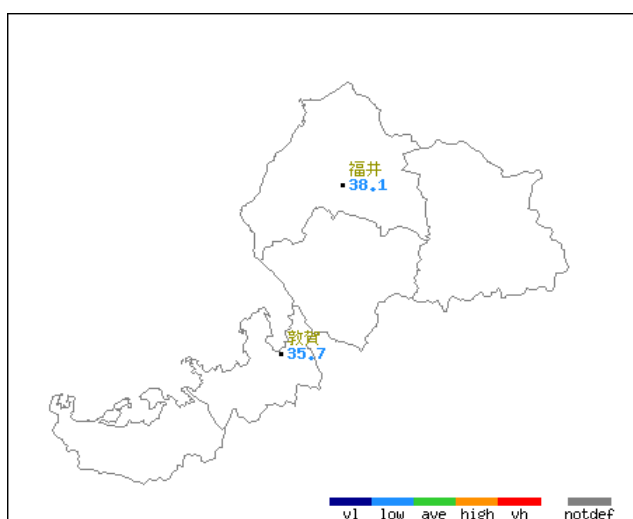 福井
38.1
敦賀
35.7
vl low ave high vh notdef